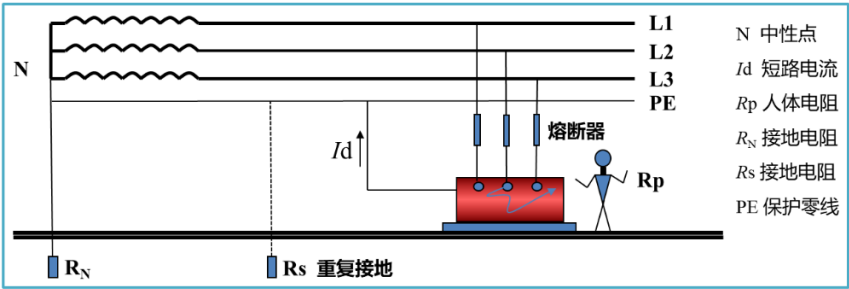 L1
N
L2
L3
PE
熔断器
Id
Rp
RN
Rs 重复接地
N 中性点
Id 短路电流
Rp 人体电阻
RN 接地电阻
Rs 接地电阻
PE 保护零线